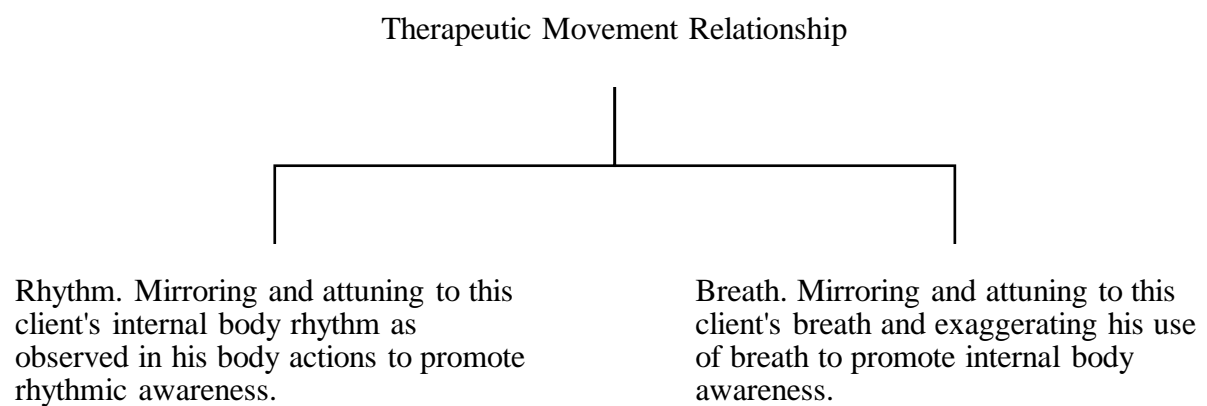 Therapeutic Movement Relationship
Rhythm. Mirroring and attuning to this
client's internal body rhythm as
observed in his body actions to promote
rhythmic awareness.
Breath. Mirroring and attuning to this
client's breath and exaggerating his use
of breath to promote internal body
awareness.